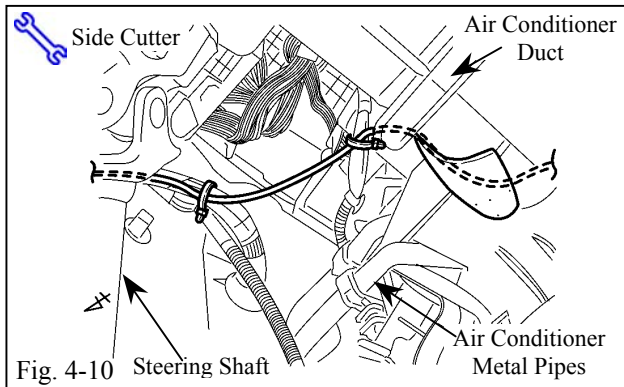 Side Cutter
Air Conditioner
Duct
Air Conditioner
Metal Pipes
Steering Shaft
Fig. 4-10